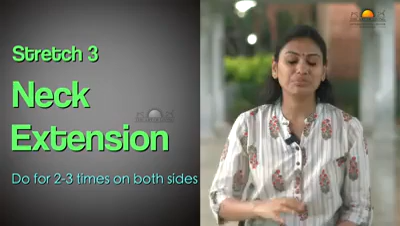 Stretch 3
Neck
Extension
Do for 2-3 times on both sides